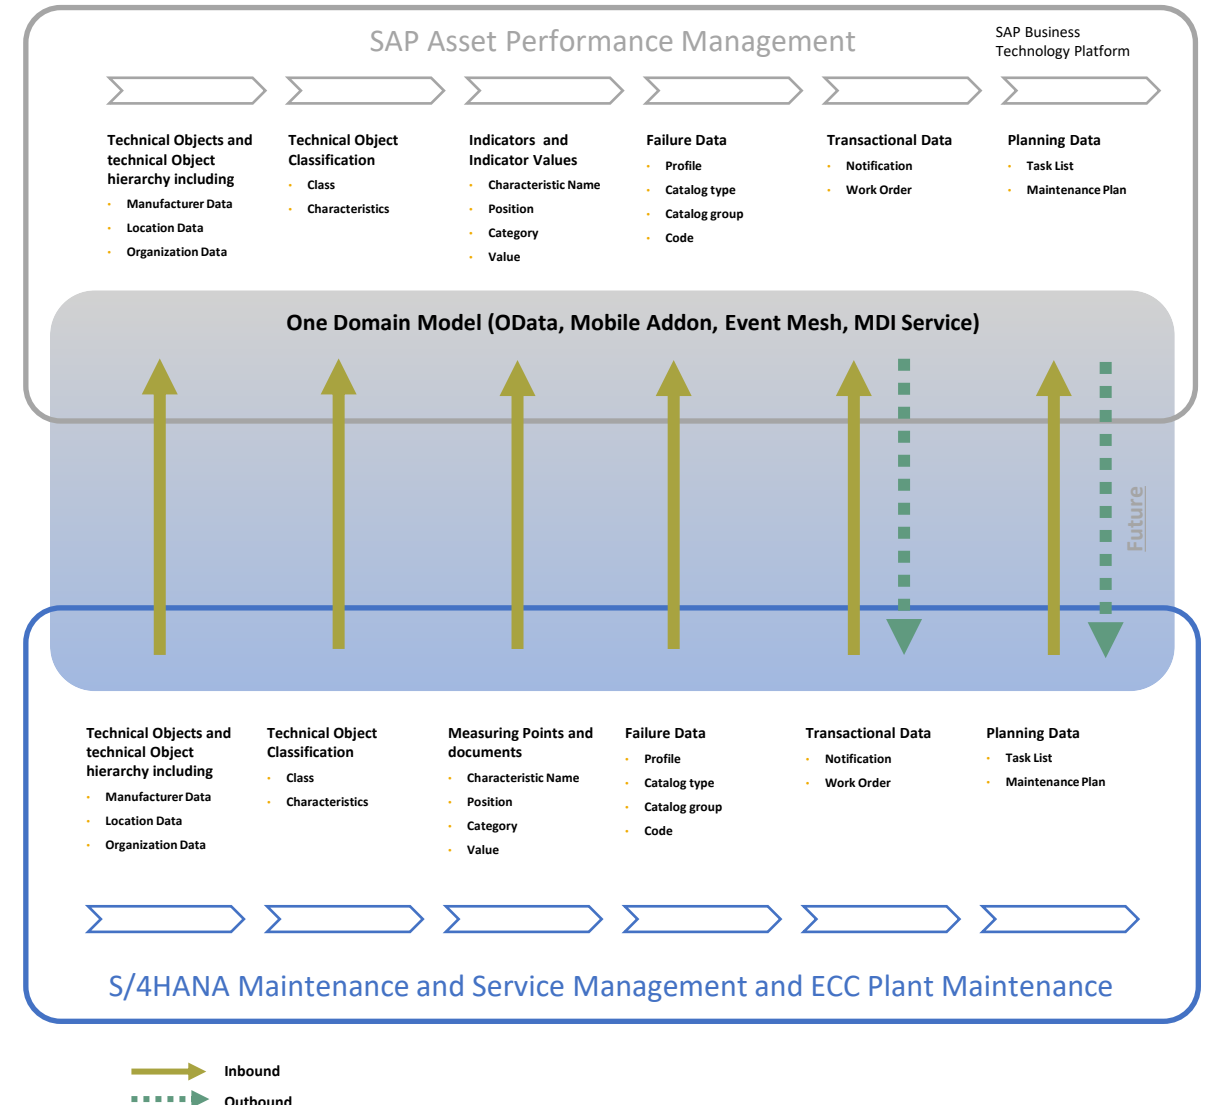 SAP Asset Performance Management
SAP Business
Technology Platform
Technical Objects and
technical Object
hierarchy including
• Manufacturer Data
• Location Data
• Organization Data
Technical Object
Classification
• Class
• Characteristics
Indicators and
Indicator Values
• Characteristic Name
• Position
• Category
• Value
Failure Data
• Profile
• Catalog type
• Catalog group
• Code
Transactional Data
• Notification
• Work Order
Planning Data
• Task List
• Maintenance Plan
One Domain Model (OData, Mobile Addon, Event Mesh, MDI Service)
Future
Technical Objects and
technical Object
hierarchy including
• Manufacturer Data
• Location Data
• Organization Data
Technical Object
Classification
• Class
• Characteristics
Measuring Points and
documents
• Characteristic Name
• Position
• Category
• Value
Failure Data
• Profile
• Catalog type
• Catalog group
• Code
Transactional Data
• Notification
• Work Order
Planning Data
• Task List
• Maintenance Plan
S/4HANA Maintenance and Service Management and ECC Plant Maintenance
Inbound
Outbound